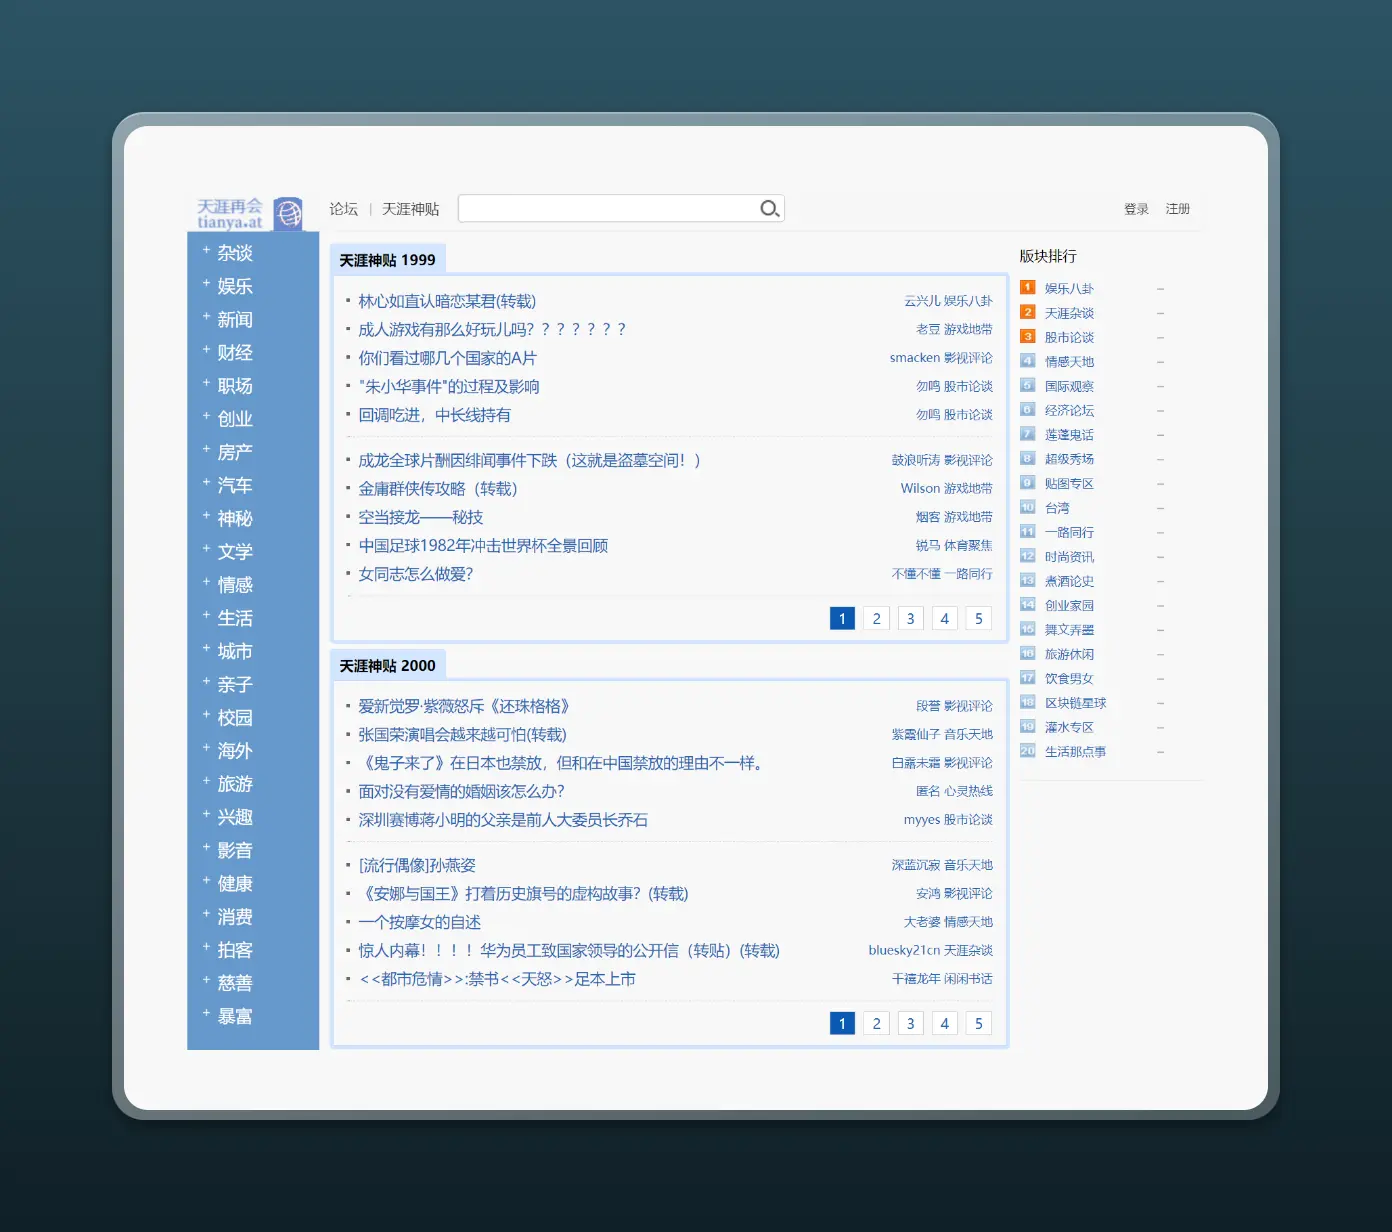 天涯再会
tianya.at
论坛 | 天涯神贴
登录 注册
+ 杂谈
+ 娱乐
+ 新闻
+ 财经
+ 职场
+ 创业
+ 房产
+ 汽车
+ 神秘
+ 文学
+ 情感
+ 生活
+ 城市
+ 亲子
+ 校园
+ 海外
+ 旅游
+ 兴趣
+ 影音
+ 健康
+ 消费
+ 拍客
+ 慈善
+ 暴富
天涯神贴 1999
林心如直认暗恋某君(转载) 云兴儿 娱乐八卦
成人游戏有那么好玩儿吗？？？？？？？ 老豆 游戏地带
你们看过哪几个国家的A片 smacken 影视评论
"朱小华事件"的过程及影响 勿鸣 股市论谈
回调吃进，中长线持有 勿鸣 股市论谈
成龙全球片酬因绯闻事件下跌（这就是盗墓空间！） 鼓浪听涛 影视评论
金庸群侠传攻略（转载） Wilson 游戏地带
空当接龙——秘技 烟客 游戏地带
中国足球1982年冲击世界杯全景回顾 锐马 体育聚焦
女同志怎么做爱？ 不懂不懂 一路同行
1 2 3 4 5
天涯神贴 2000
爱新觉罗·紫薇怒斥《还珠格格》 段誉 影视评论
张国荣演唱会越来越可怕(转载) 紫霞仙子 音乐天地
《鬼子来了》在日本也禁放，但和在中国禁放的理由不一样。 白露未霜 影视评论
面对没有爱情的婚姻该怎么办？ 匿名 心灵热线
深圳赛博蒋小明的父亲是前人大委员长乔石 myyes 股市论谈
[流行偶像]孙燕姿 深蓝沉寂 音乐天地
《安娜与国王》打着历史旗号的虚构故事？(转载) 安鸿 影视评论
一个按摩女的自述 大老婆 情感天地
惊人内幕！！！！华为员工致国家领导的公开信（转贴）(转载) bluesky21cn 天涯杂谈
<<都市危情>>:禁书<<天怒>>足本上市 千禧龙年 闲闲书话
1 2 3 4 5
版块排行
1 娱乐八卦 –
2 天涯杂谈 –
3 股市论谈 –
4 情感天地 –
5 国际观察 –
6 经济论坛 –
7 莲蓬鬼话 –
8 超级秀场 –
9 贴图专区 –
10 台湾 –
11 一路同行 –
12 时尚资讯 –
13 煮酒论史 –
14 创业家园 –
15 舞文弄墨 –
16 旅游休闲 –
17 饮食男女 –
18 区块链星球 –
19 灌水专区 –
20 生活那点事 –